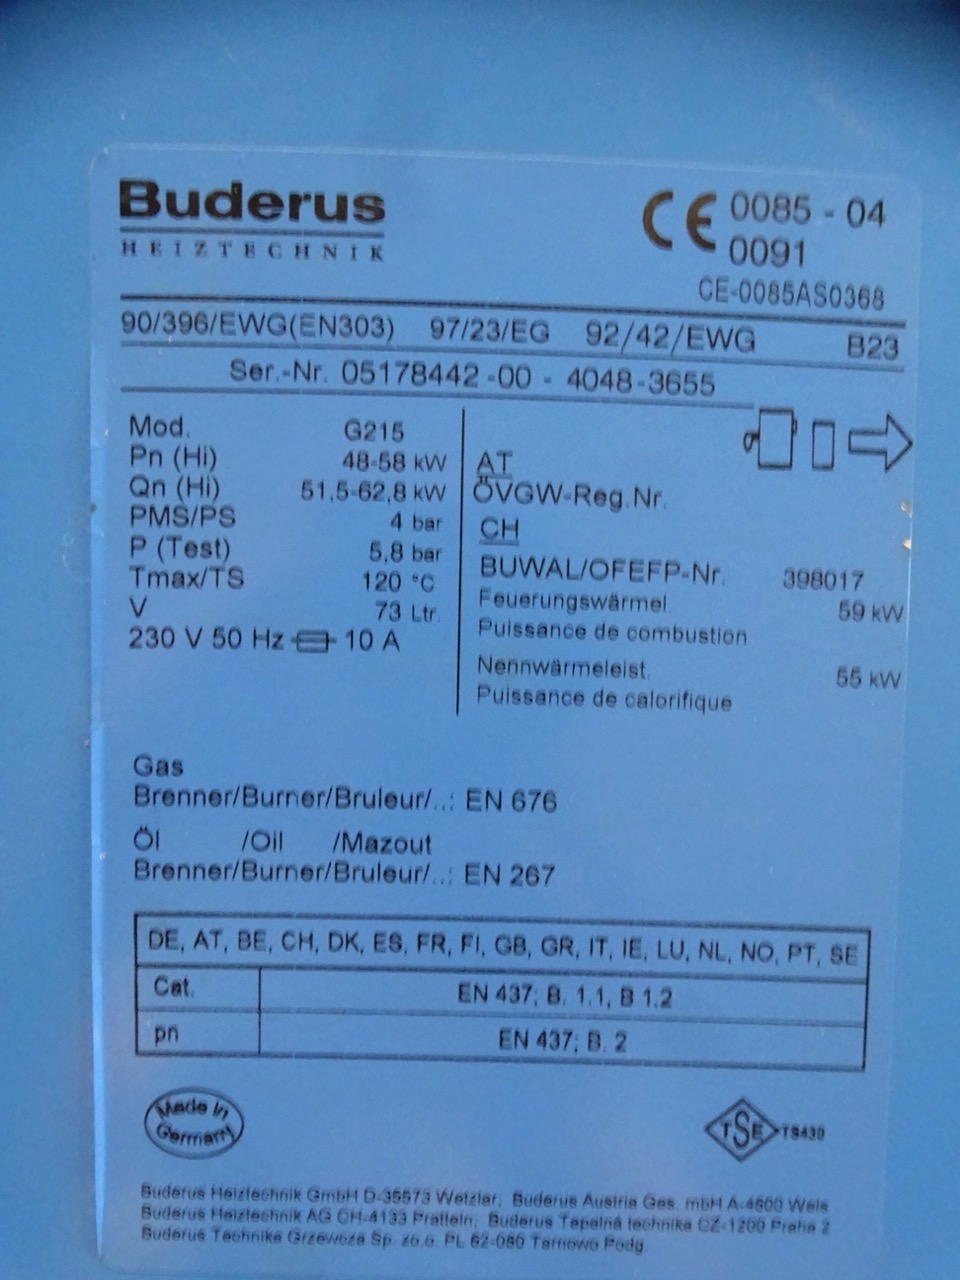 Buderus
HEIZTECHNIK
CE 0085 - 04
0091
CE-0085AS0368
90/396/EWG(EN303) 97/23/EG 92/42/EWG B23
Ser.-Nr. 05178442-00 - 4048-3655
Mod. G215
Pn (Hi) 48-58 kW
Qn (Hi) 51,5-62,8 kW
PMS/PS 4 bar
P (Test) 5,8 bar
Tmax/TS 120 °C
V 73 Ltr.
230 V 50 Hz 10 A
AT
ÖVGW-Reg.Nr.
CH
BUWAL/OFEFP-Nr. 398017
Feuerungswärmel. 59 kW
Puissance de combustion
Nennwärmeleist. 55 kW
Puissance de calorifique
Gas
Brenner/Burner/Bruleur/..: EN 676
Öl /Oil /Mazout
Brenner/Burner/Bruleur/..: EN 267
DE, AT, BE, CH, DK, ES, FR, FI, GB, GR, IT, IE, LU, NL, NO, PT, SE
Cat. EN 437; B. 1.1, B 1.2
pn EN 437; B. 2
Made in
Germany
TSE TS430
Buderus Heiztechnik GmbH D-35573 Wetzlar, Buderus Austria Ges. mbH A-4600 Wels
Buderus Heiztechnik AG CH-4133 Pratteln, Buderus Tepelná technika CZ-1200 Praha 2
Buderus Technika Grzewcza Sp. zo.o. PL 62-080 Tarnowo Podg.